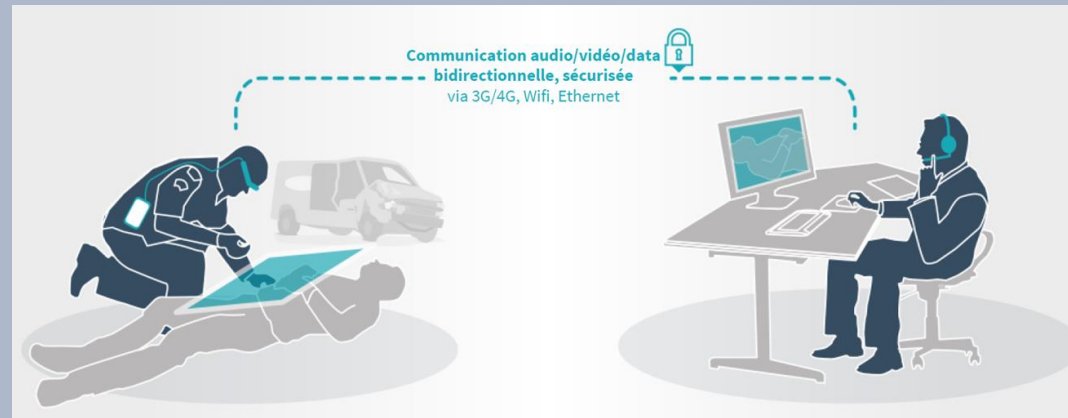 Communication audio/vidéo/data
bidirectionnelle, sécurisée
via 3G/4G, Wifi, Ethernet